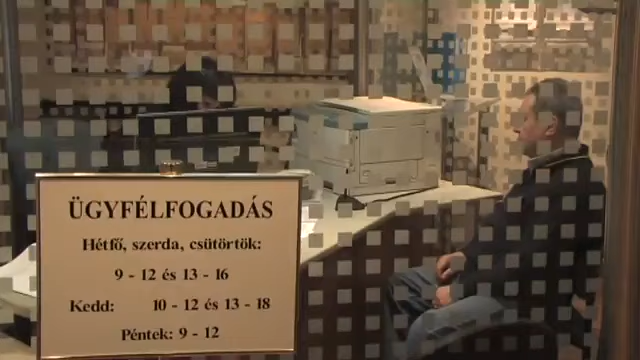 ÜGYFÉLFOGADÁS
Hétfő, szerda, csütörtök:
9 - 12 és 13 - 16
Kedd: 10 - 12 és 13 - 18
Péntek: 9 - 12